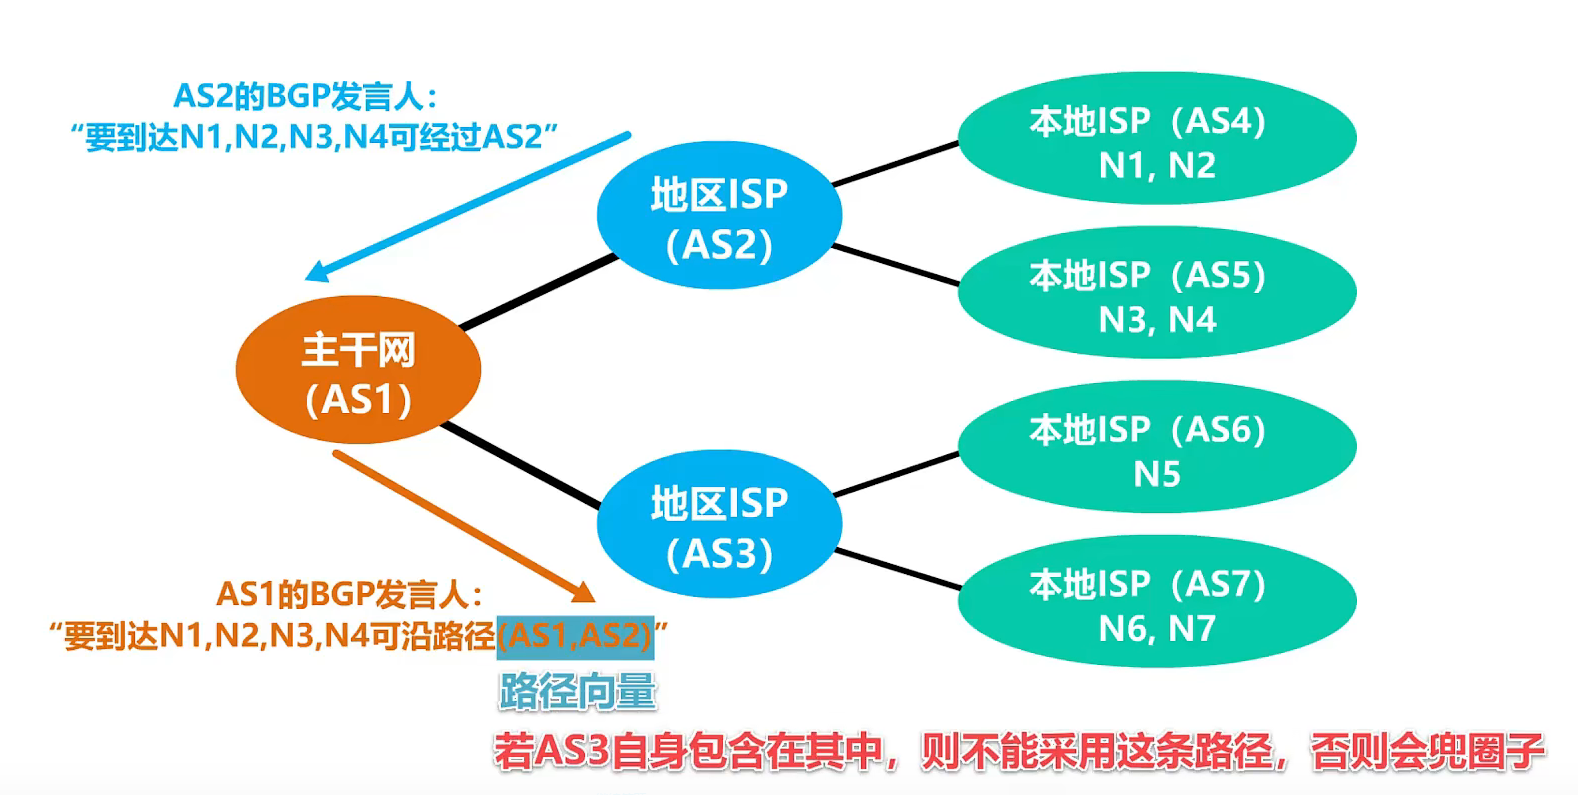 AS2的BGP发言人：
“要到达N1,N2,N3,N4可经过AS2”
本地ISP（AS4）
N1, N2
地区ISP
（AS2）
本地ISP（AS5）
N3, N4
主干网
（AS1）
本地ISP（AS6）
N5
地区ISP
（AS3）
本地ISP（AS7）
N6, N7
AS1的BGP发言人：
“要到达N1,N2,N3,N4可沿路径(AS1,AS2)”
路径向量
若AS3自身包含在其中，则不能采用这条路径，否则会兜圈子